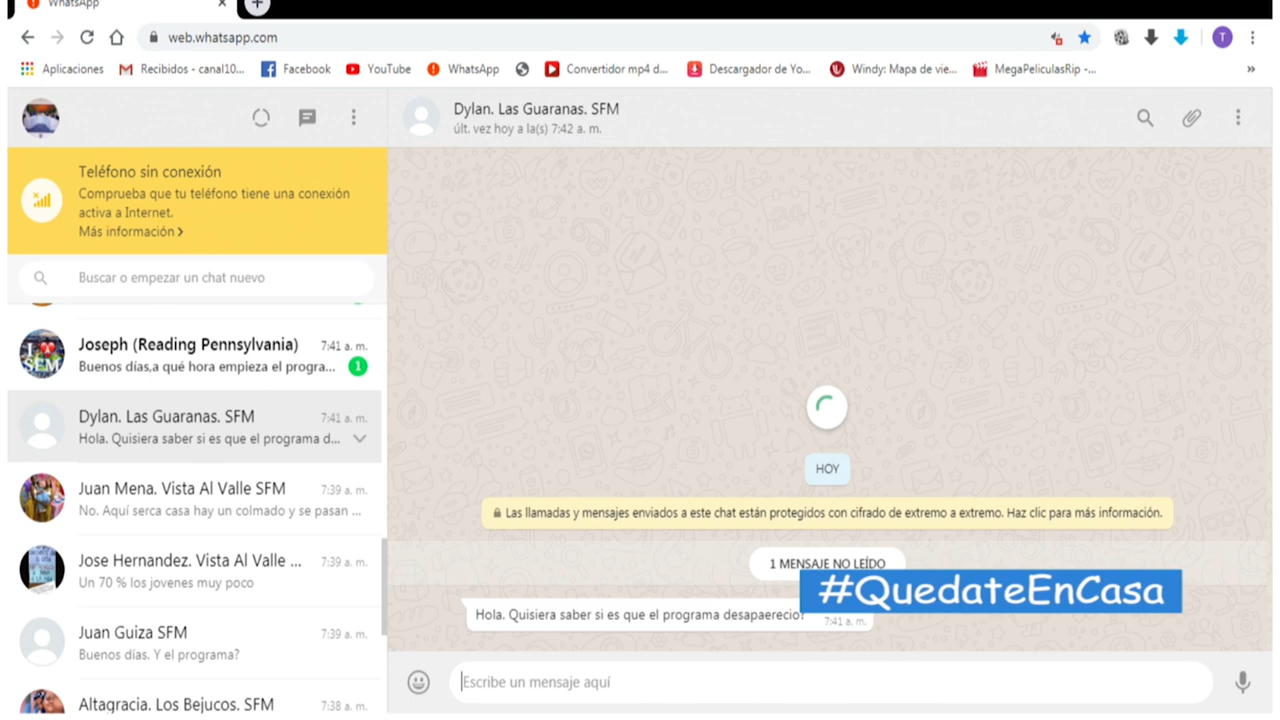 WhatsApp
web.whatsapp.com
T
Aplicaciones
Recibidos - canal10...
Facebook
YouTube
WhatsApp
Convertidor mp4 d...
Descargador de Yo...
Windy: Mapa de vie...
MegaPeliculasRip -...
Dylan. Las Guaranas. SFM
últ. vez hoy a la(s) 7:42 a. m.
Teléfono sin conexión
Comprueba que tu teléfono tiene una conexión
activa a Internet.
Más información
Buscar o empezar un chat nuevo
I SFM
Joseph (Reading Pennsylvania) 7:41 a. m.
Buenos días,a qué hora empieza el progra... 1
Dylan. Las Guaranas. SFM 7:41 a. m.
Hola. Quisiera saber si es que el programa d...
Juan Mena. Vista Al Valle SFM 7:39 a. m.
No. Aquí serca casa hay un colmado y se pasan ...
Jose Hernandez. Vista Al Valle ... 7:39 a. m.
Un 70 % los jovenes muy poco
Juan Guiza SFM 7:39 a. m.
Buenos días. Y el programa?
Altagracia. Los Bejucos. SFM 7:38 a. m.
HOY
Las llamadas y mensajes enviados a este chat están protegidos con cifrado de extremo a extremo. Haz clic para más información.
1 MENSAJE NO LEÍDO
#QuedateEnCasa
Hola. Quisiera saber si es que el programa desapaerecio?
7:41 a. m.
Escribe un mensaje aquí